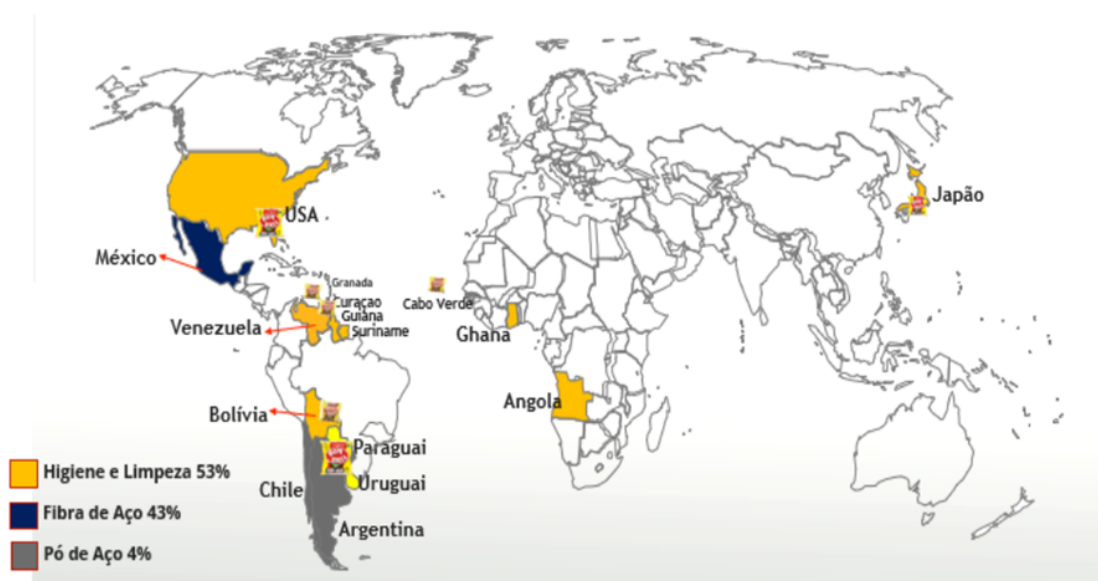 USA
Japão
México
Granada
Curaçao
Cabo Verde
Guiana
Venezuela
Suriname
Ghana
Angola
Bolívia
Paraguai
Higiene e Limpeza 53%
Chile
Uruguai
Fibra de Aço 43%
Argentina
Pó de Aço 4%